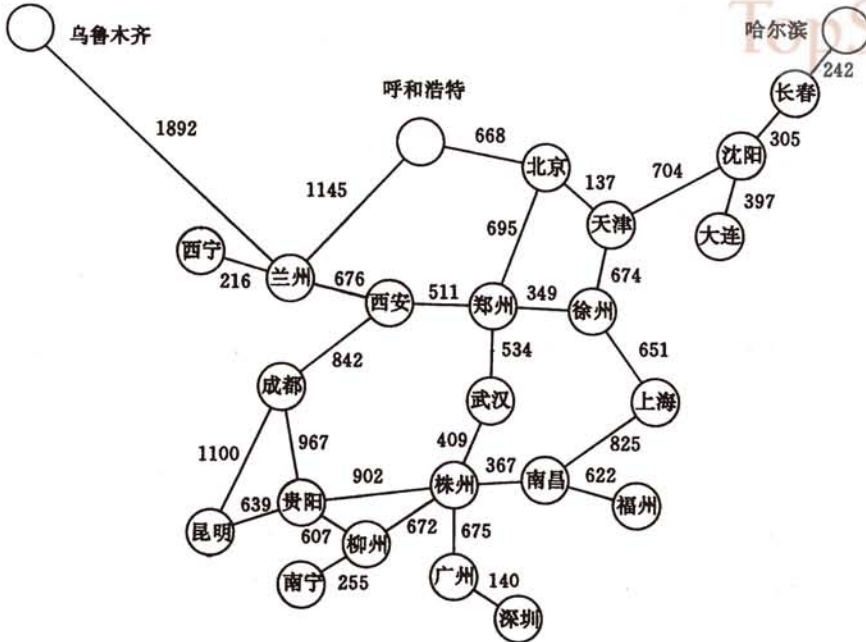 乌鲁木齐
哈尔滨
TopS
242
长春
呼和浩特
1892
668
305
沈阳
北京
704
137
1145
397
天津
大连
西宁
695
兰州
216
676
674
西安
511
郑州
349
徐州
842
534
651
成都
武汉
上海
1100
967
409
825
902
367
622
639
贵阳
株州
南昌
福州
昆明
607
672
675
柳州
南宁
255
广州
140
深圳